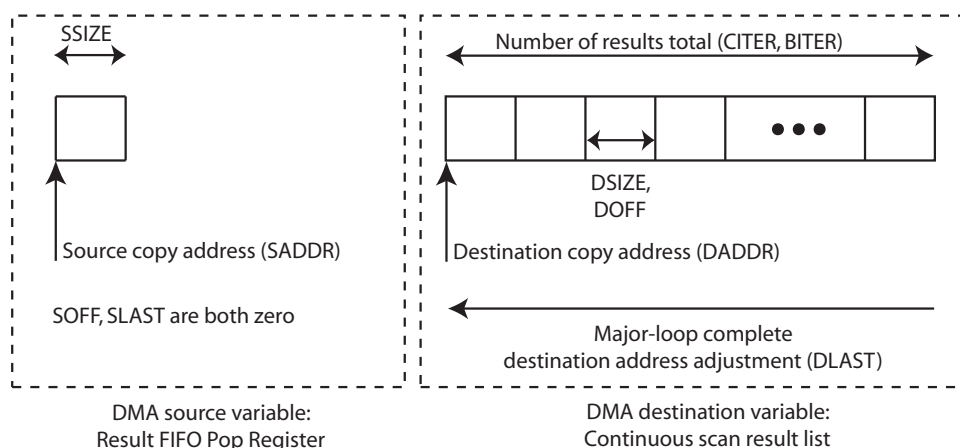 SSIZE
Source copy address (SADDR)
SOFF, SLAST are both zero
DMA source variable:
Result FIFO Pop Register
Number of results total (CITER, BITER)
DSIZE,
DOFF
Destination copy address (DADDR)
Major-loop complete
destination address adjustment (DLAST)
DMA destination variable:
Continuous scan result list